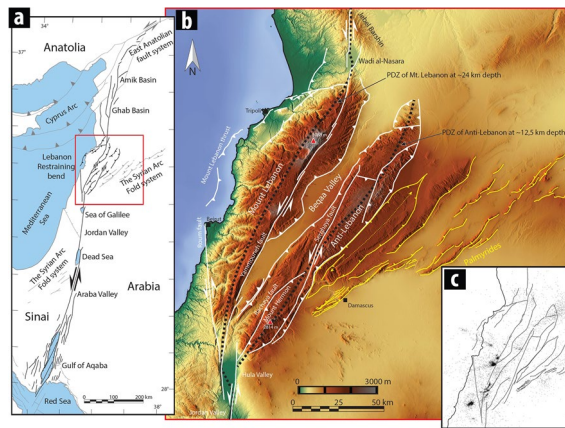 a
34°
Anatolia
37°
East Anatolian
fault system
Amik Basin
Cyprus Arc
Ghab Basin
Lebanon
Restraining
bend
The Syrian Arc
Fold system
Mediterranean
Sea
Sea of Galilee
Jordan Valley
The Syrian Arc
Fold system
Dead Sea
Arabia
Araba Valley
Sinai
Gulf of Aqaba
28°
Red Sea
0 100 200 km
b
N
Wadi al-Nasara
PDZ of Mt. Lebanon at ~24 km depth
Tripoli
PDZ of Anti-Lebanon at ~12,5 km depth
Mount Lebanon thrust
Mount Lebanon
Beqaa Valley
Anti-Lebanon
Palmyrides
Damascus
Hula Valley
Jordan Valley
0 3000 m
0 25 50
km
c